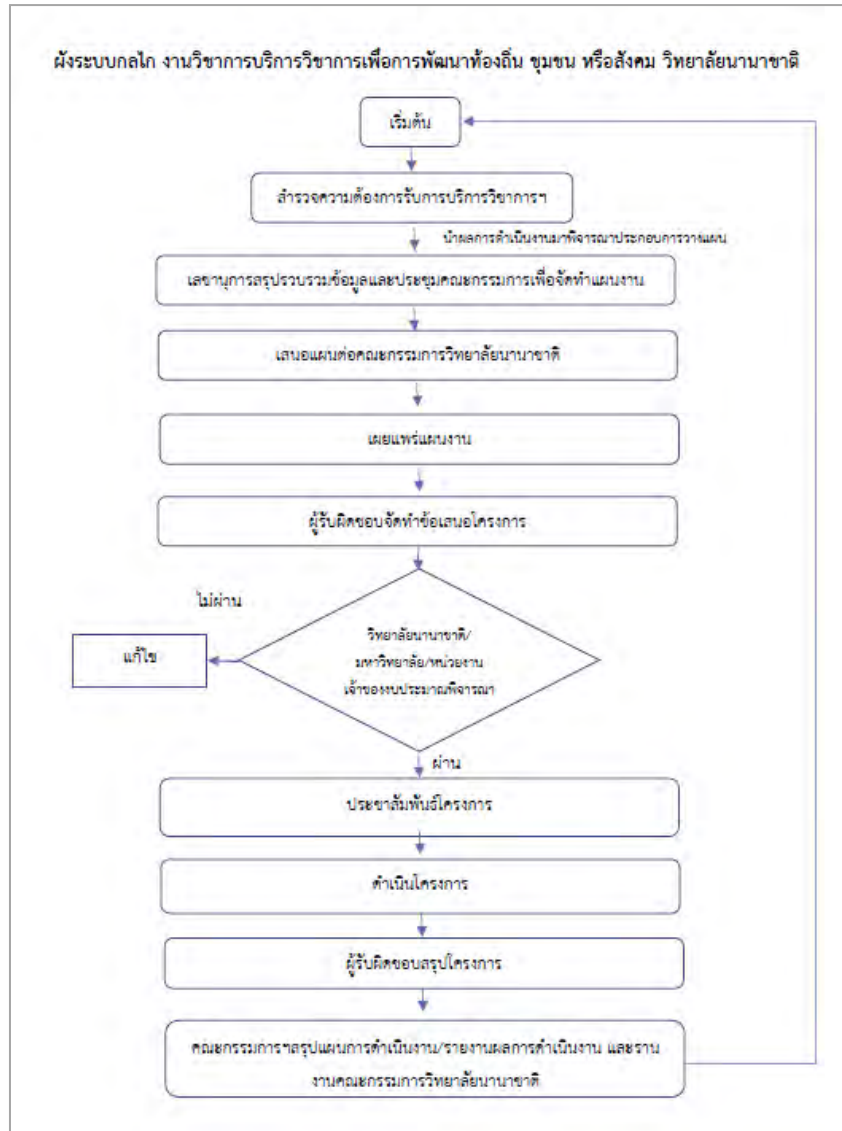 ผังระบบกลไก งานวิชาการบริการวิชาการเพื่อการพัฒนาท้องถิ่น ชุมชน หรือสังคม วิทยาลัยนานาชาติ
เริ่มต้น
สำรวจความต้องการรับการบริการวิชาการฯ
นำผลการดำเนินงานมาพิจารณาประกอบการวางแผน
เลขานุการสรุปรวบรวมข้อมูลและประชุมคณะกรรมการเพื่อจัดทำแผนงาน
เสนอแผนต่อคณะกรรมการวิทยาลัยนานาชาติ
เผยแพร่แผนงาน
ผู้รับผิดชอบจัดทำข้อเสนอโครงการ
ไม่ผ่าน
แก้ไข
วิทยาลัยนานาชาติ/
มหาวิทยาลัย/หน่วยงาน
เจ้าของงบประมาณพิจารณา
ผ่าน
ประชาสัมพันธ์โครงการ
ดำเนินโครงการ
ผู้รับผิดชอบสรุปโครงการ
คณะกรรมการฯสรุปแผนการดำเนินงาน/รายงานผลการดำเนินงาน และราน
งานคณะกรรมการวิทยาลัยนานาชาติ